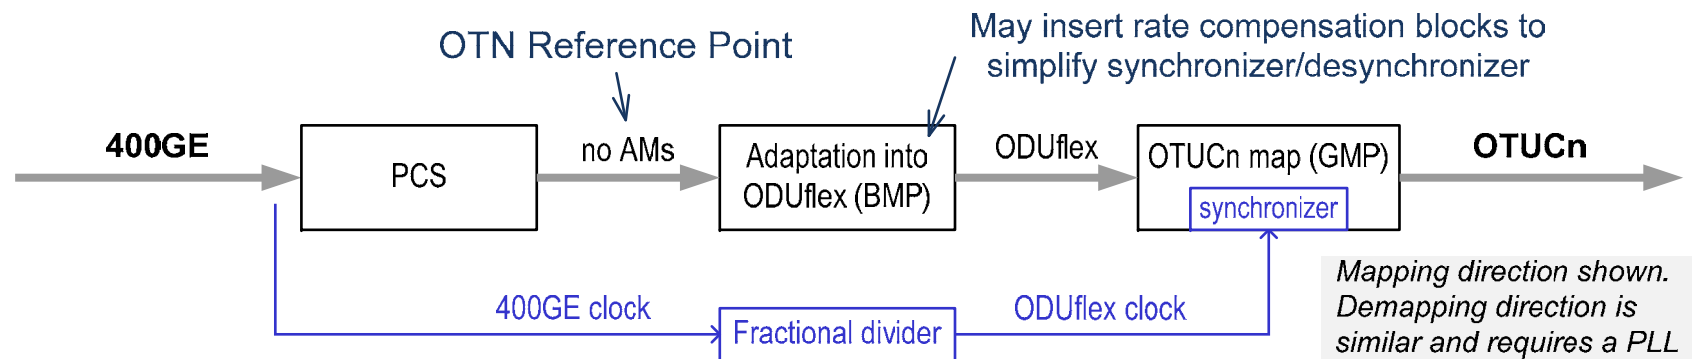 OTN Reference Point
May insert rate compensation blocks to
simplify synchronizer/desynchronizer
400GE
PCS
no AMs
Adaptation into
ODUflex (BMP)
ODUflex
OTUCn map (GMP)
synchronizer
OTUCn
400GE clock
Fractional divider
ODUflex clock
Mapping direction shown.
Demapping direction is
similar and requires a PLL